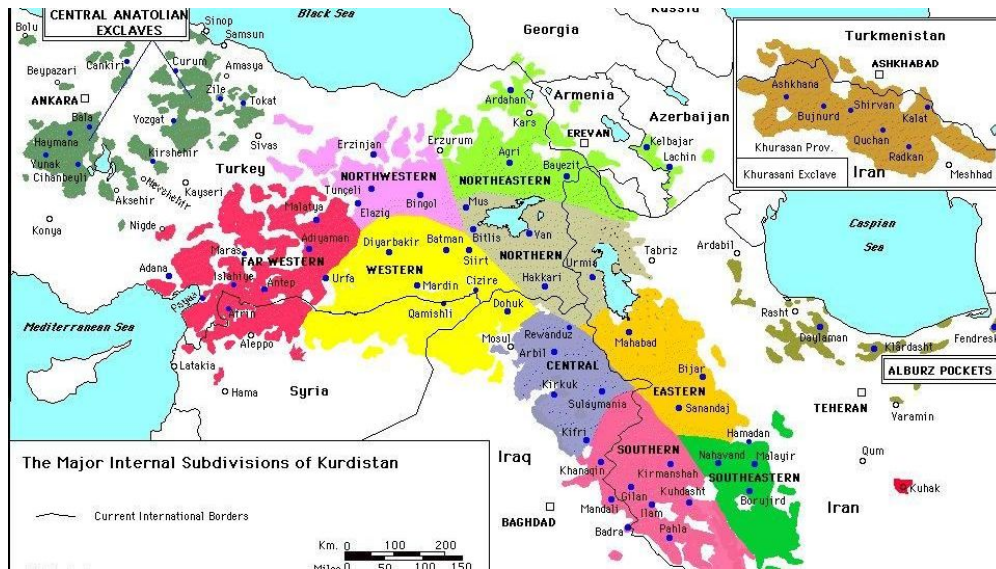 CENTRAL ANATOLIAN
EXCLAVES
Bolu
Sinop
Samsun
Black Sea
Georgia
Russia
Cankiri
Curum
Amasya
Beypazari
ANKARA
Zile
Tokat
Bala
Yozgat
Haymana
Sivas
Yunak
Cihanbeyli
Kirshehir
Kayseri
Aksehir
Nevshehir
Konya
Nigde
Turkey
Ardahan
Kars
Armenia
EREVAN
Azerbaijan
Kelbajar
Lachin
Erzurum
Erzinjan
Agri
Bayezit
NORTHWESTERN
NORTHEASTERN
Tunçeli
Bingol
Mus
Elazig
Malatya
Bitlis
Van
Adiyaman
Diyarbakir
Batman
Siirt
NORTHERN
Urmia
Tabriz
Ardabil
Maras
FAR WESTERN
WESTERN
Hakkari
Adana
Islahiye
Antep
Urfa
Mardin
Cizire
Afrin
Qamishli
Dohuk
Mosul
Rewanduz
Mahabad
Aleppo
Latakia
Hama
Syria
Mediterranean Sea
Arbil
CENTRAL
Kirkuk
Sulaymania
Bijar
EASTERN
Sanandaj
Kifri
Hamadan
Iraq
Khanaqin
SOUTHERN
Kirmanshah
Nahavand
Malayir
SOUTHEASTERN
Gilan
Kuhdasht
Borujird
Mandali
Ilam
BAGHDAD
Badra
Pahla
Iran
Caspian
Sea
Rasht
Daylaman
Klardasht
Fendresk
ALBURZ POCKETS
TEHERAN
Varamin
Qum
Kuhak
Turkmenistan
ASHKHABAD
Ashkhana
Shirvan
Bujnurd
Kalat
Quchan
Radkan
Khurasan Prov.
Iran
Khurasani Exclave
Meshhad
The Major Internal Subdivisions of Kurdistan
Current International Borders
Km. 0 100 200
Miles 0 50 100 150